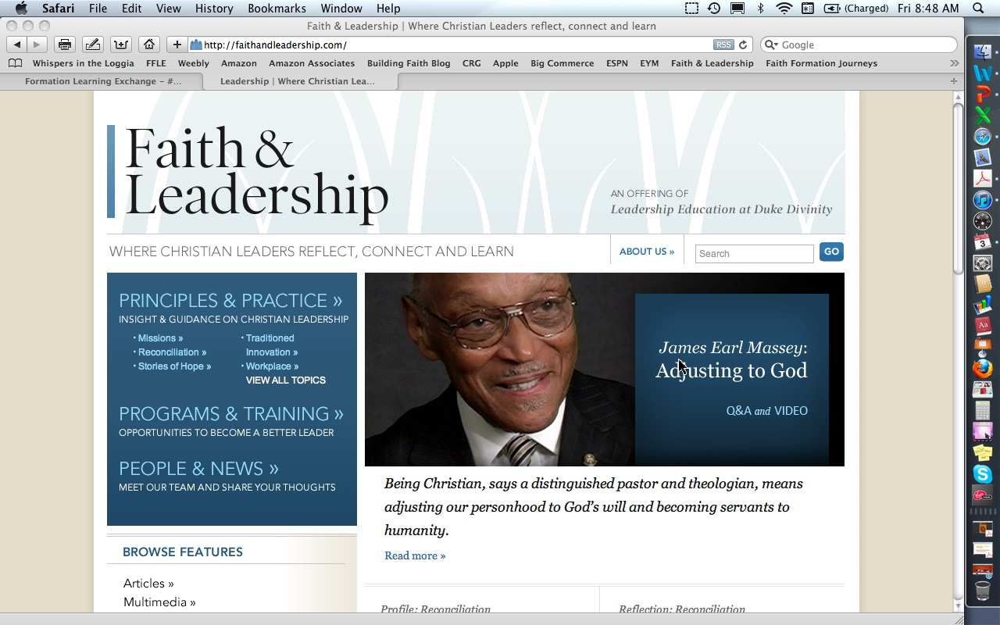 Safari File Edit View History Bookmarks Window Help (Charged) Fri 8:48 AM
Faith & Leadership | Where Christian Leaders reflect, connect and learn
http://faithandleadership.com/ RSS Google
Whispers in the Loggia FFLE Weebly Amazon Amazon Associates Building Faith Blog CRG Apple Big Commerce ESPN EYM Faith & Leadership Faith Formation Journeys »
Formation Learning Exchange – #... Leadership | Where Christian Lea...
Faith &
Leadership
AN OFFERING OF
Leadership Education at Duke Divinity
WHERE CHRISTIAN LEADERS REFLECT, CONNECT AND LEARN
ABOUT US »
Search
GO
PRINCIPLES & PRACTICE »
INSIGHT & GUIDANCE ON CHRISTIAN LEADERSHIP
• Missions »
• Reconciliation »
• Stories of Hope »
• Traditioned
Innovation »
• Workplace »
VIEW ALL TOPICS
PROGRAMS & TRAINING »
OPPORTUNITIES TO BECOME A BETTER LEADER
PEOPLE & NEWS »
MEET OUR TEAM AND SHARE YOUR THOUGHTS
BROWSE FEATURES
Articles »
Multimedia »
James Earl Massey:
Adjusting to God
Q&A and VIDEO
Being Christian, says a distinguished pastor and theologian, means
adjusting our personhood to God's will and becoming servants to
humanity.
Read more »
Profile: Reconciliation
Reflection: Reconciliation
3
Aa